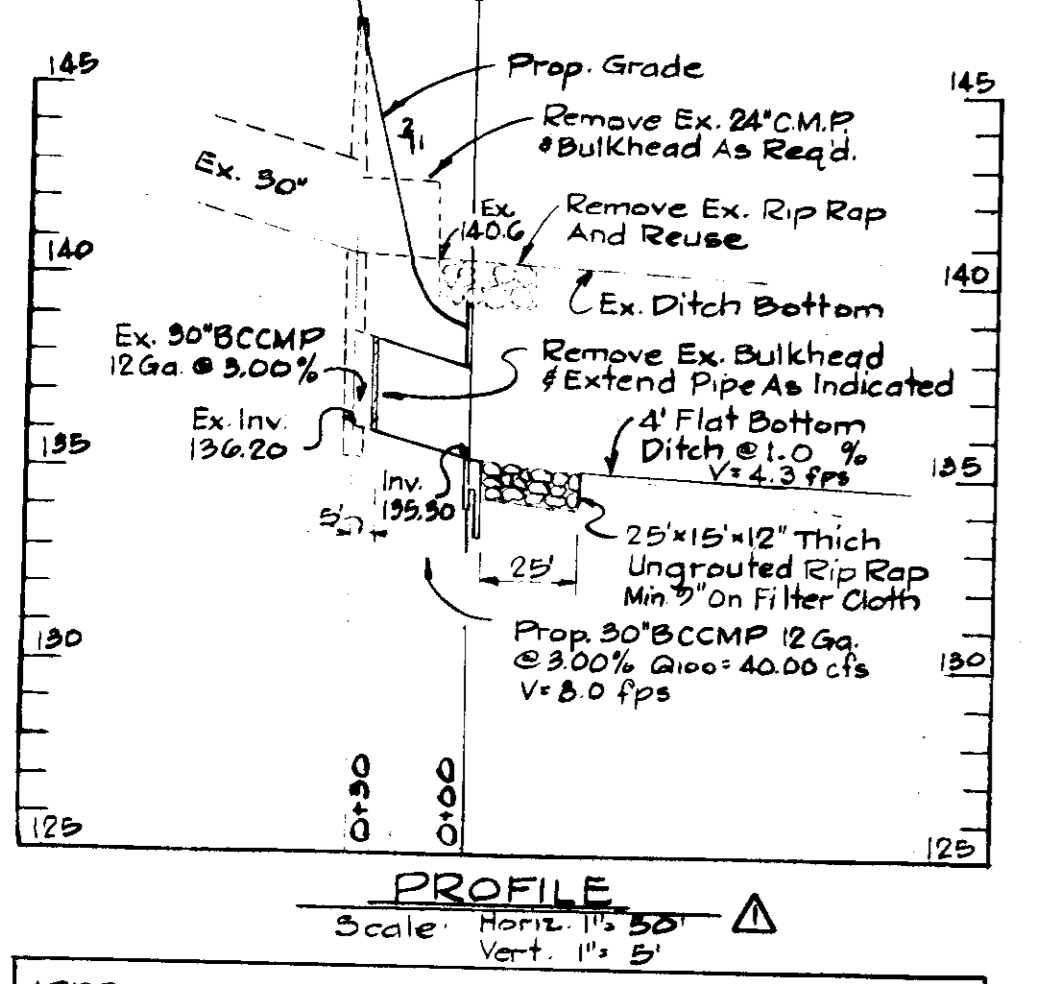 145
145
Prop. Grade
2/1
Remove Ex. 24" C.M.P.
& Bulkhead As Req'd.
Ex. 30"
Ex.
140.6
Remove Ex. Rip Rap
And Reuse
140
140
Ex. Ditch Bottom
Ex. 30" BCCMP
12 Ga. @ 3.00%
Remove Ex. Bulkhead
& Extend Pipe As Indicated
Ex. Inv.
136.20
4' Flat Bottom
Ditch @ 1.0 %
V= 4.3 fps
135
135
Inv.
135.30
5'
25'
25'x15'x12" Thich
Ungrouted Rip Rap
Min. 9" On Filter Cloth
Prop. 30" BCCMP 12 Ga.
@ 3.00% Q100 = 40.00 cfs
V= 8.0 fps
130
130
0+30
0+00
125
125
PROFILE
Scale: Horiz. 1"= 50'
Vert. 1"= 5'
1